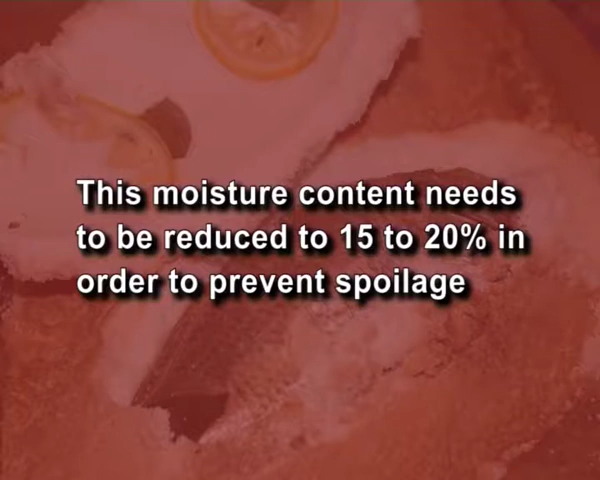 This moisture content needs
to be reduced to 15 to 20% in
order to prevent spoilage